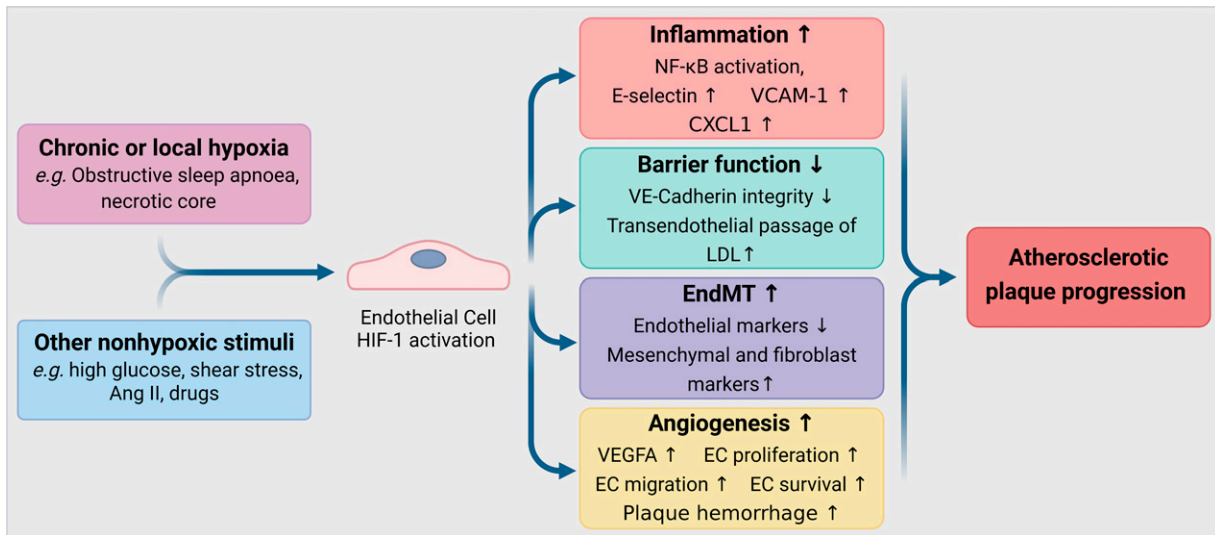 Chronic or local hypoxia
e.g. Obstructive sleep apnoea,
necrotic core
Other nonhypoxic stimuli
e.g. high glucose, shear stress,
Ang II, drugs
Endothelial Cell
HIF-1 activation
Inflammation ↑
NF-κB activation,
E-selectin ↑ VCAM-1 ↑
CXCL1 ↑
Barrier function ↓
VE-Cadherin integrity ↓
Transendothelial passage of
LDL↑
EndMT ↑
Endothelial markers ↓
Mesenchymal and fibroblast
markers↑
Angiogenesis ↑
VEGFA ↑ EC proliferation ↑
EC migration ↑ EC survival ↑
Plaque hemorrhage ↑
Atherosclerotic
plaque progression